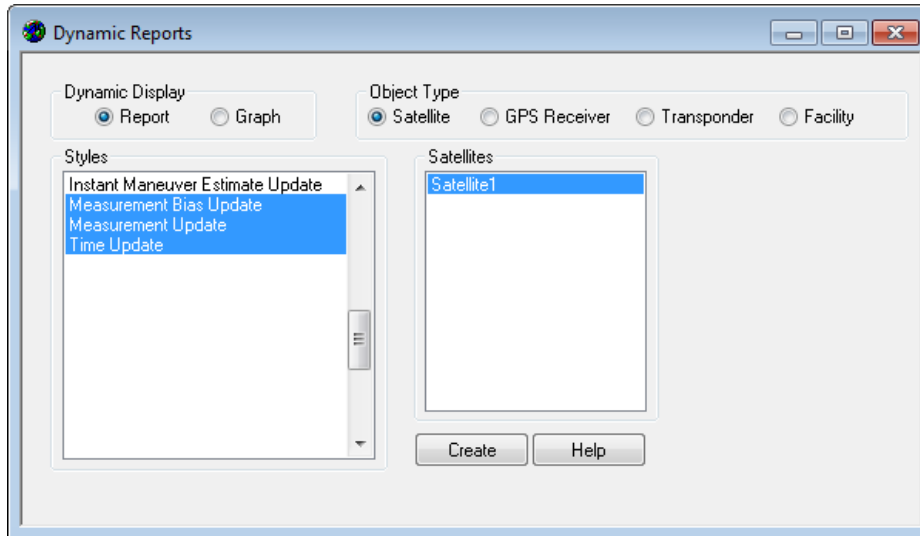 Dynamic Reports
Dynamic Display
Report Graph
Object Type
Satellite GPS Receiver Transponder Facility
Styles
Instant Maneuver Estimate Update
Measurement Bias Update
Measurement Update
Time Update
Satellites
Satellite1
Create Help